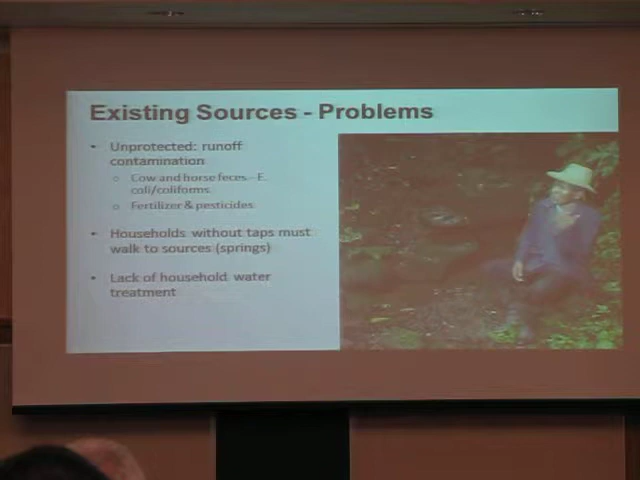 Existing Sources - Problems
• Unprotected: runoff
contamination
○ Cow and horse feces - E.
coli/coliforms
○ Fertilizer & pesticides
• Households without taps must
walk to sources (springs)
• Lack of household water
treatment